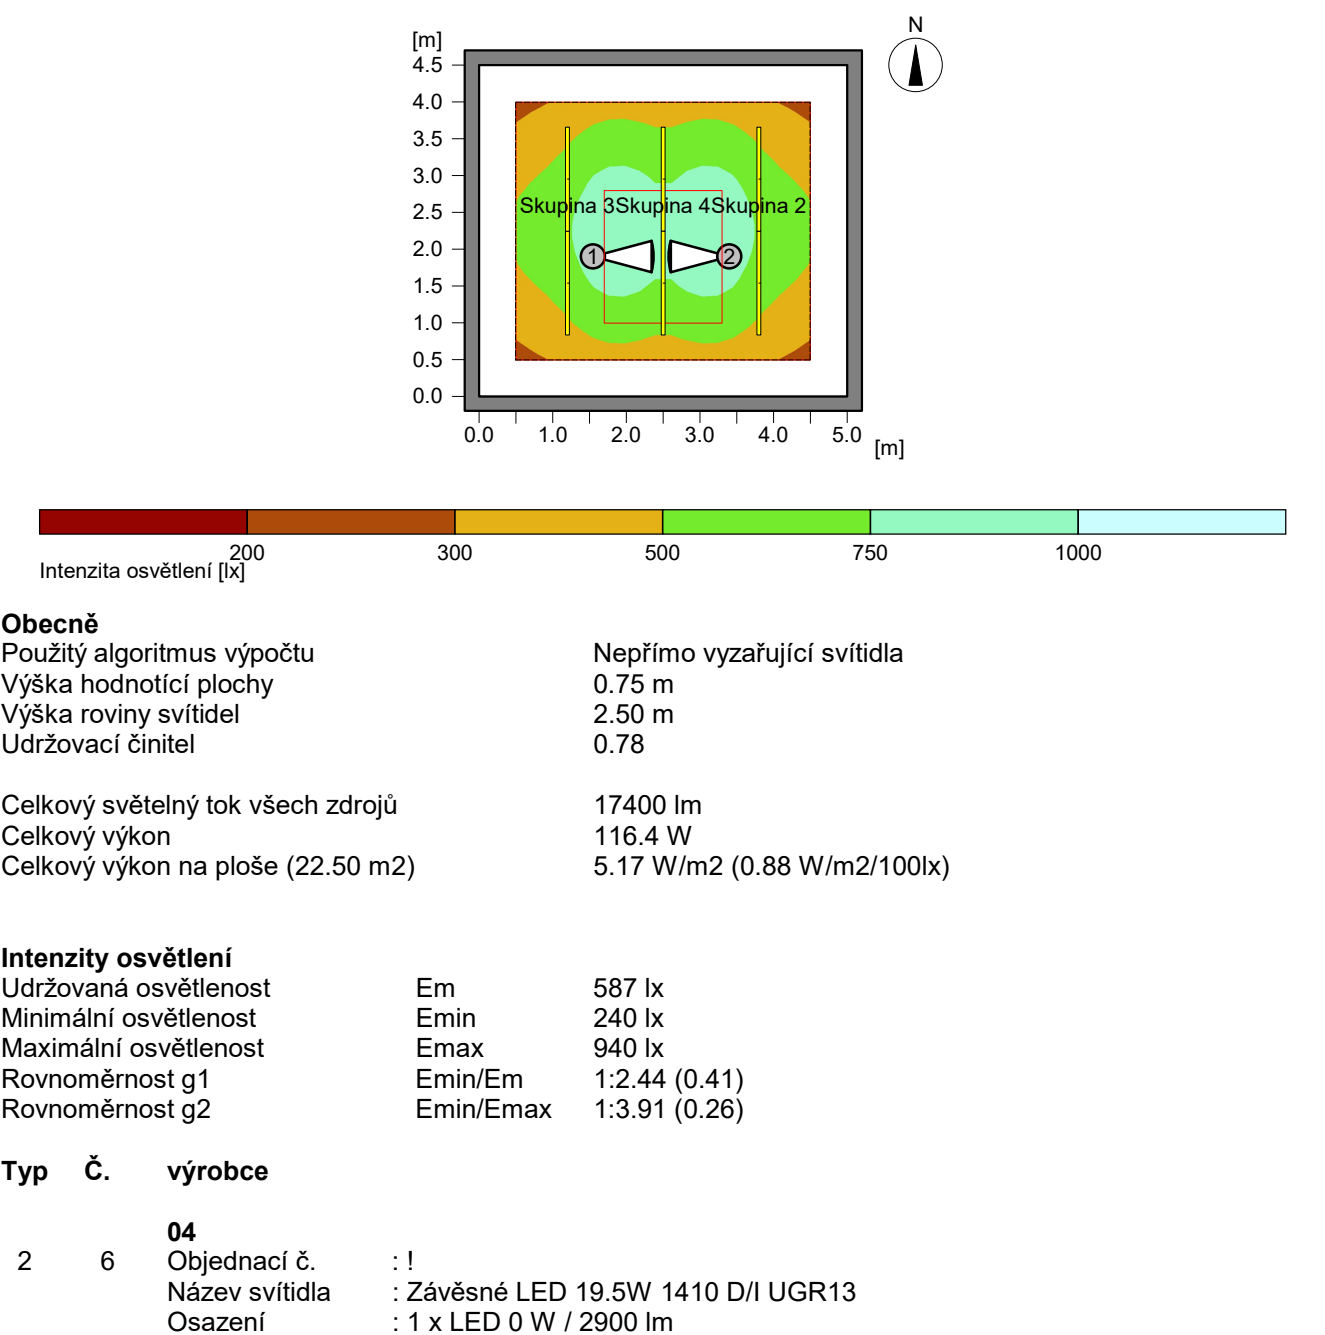 N
[m]
4.5
4.0
3.5
3.0
2.5
2.0
1.5
1.0
0.5
0.0
Skupina 3Skupina 4Skupina 2
1 2
0.0 1.0 2.0 3.0 4.0 5.0
[m]
200 300 500 750 1000
Intenzita osvětlení [lx]
Obecně
Použitý algoritmus výpočtu Nepřímo vyzařující svítidla
Výška hodnotící plochy 0.75 m
Výška roviny svítidel 2.50 m
Udržovací činitel 0.78
Celkový světelný tok všech zdrojů 17400 lm
Celkový výkon 116.4 W
Celkový výkon na ploše (22.50 m2) 5.17 W/m2 (0.88 W/m2/100lx)
Intenzity osvětlení
Udržovaná osvětlenost Em 587 lx
Minimální osvětlenost Emin 240 lx
Maximální osvětlenost Emax 940 lx
Rovnoměrnost g1 Emin/Em 1:2.44 (0.41)
Rovnoměrnost g2 Emin/Emax 1:3.91 (0.26)
Typ Č. výrobce
04
2 6 Objednací č. : !
Název svítidla : Závěsné LED 19.5W 1410 D/I UGR13
Osazení : 1 x LED 0 W / 2900 lm